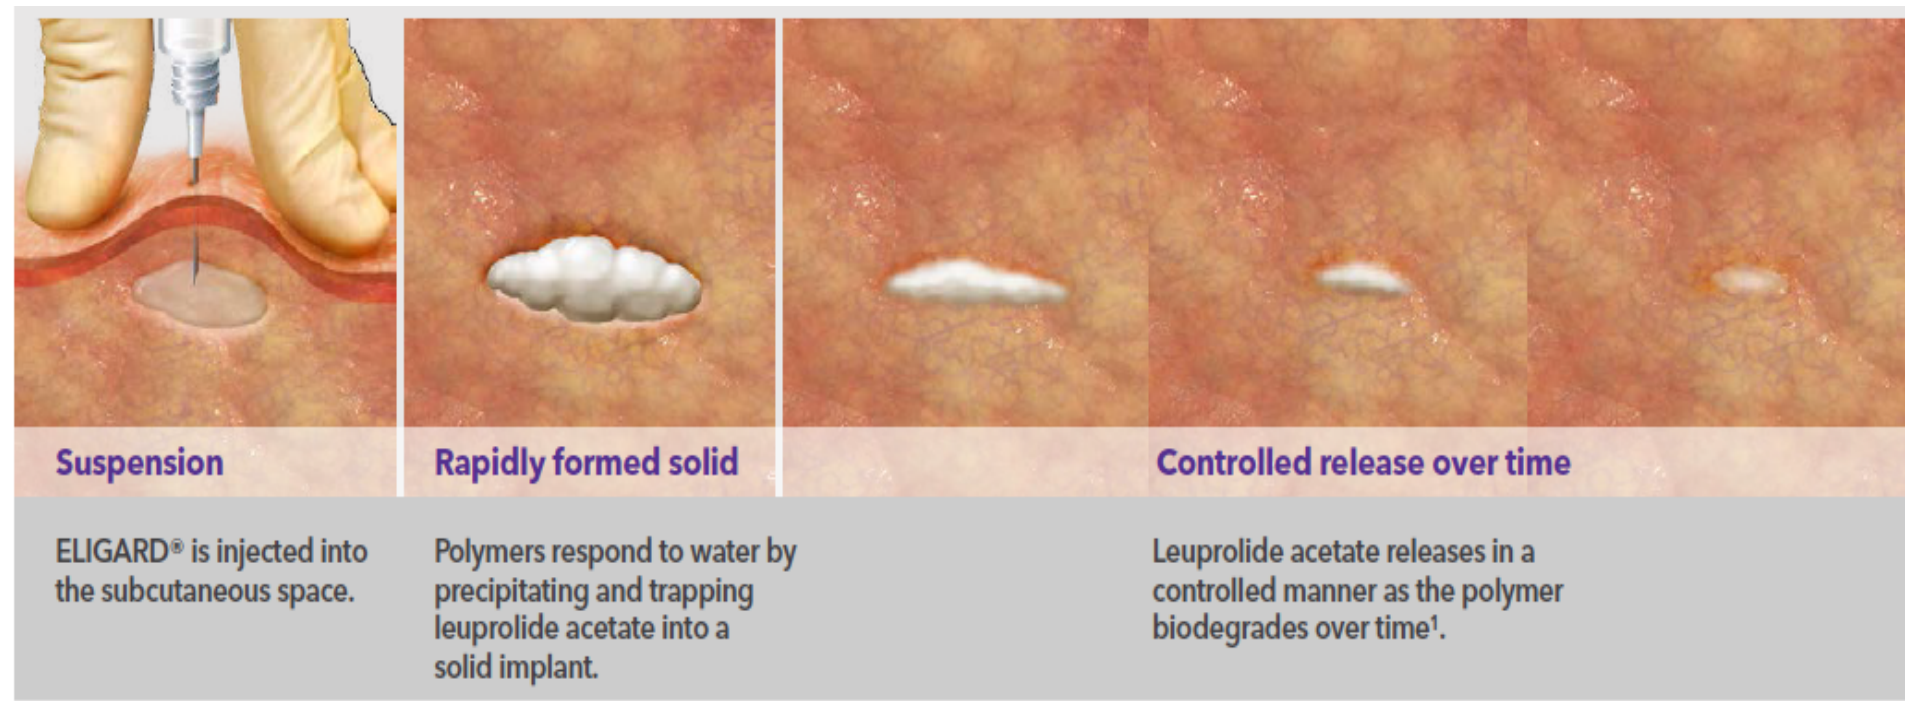 Suspension
ELIGARD® is injected into
the subcutaneous space.
Rapidly formed solid
Polymers respond to water by
precipitating and trapping
leuprolide acetate into a
solid implant.
Controlled release over time
Leuprolide acetate releases in a
controlled manner as the polymer
biodegrades over time¹.